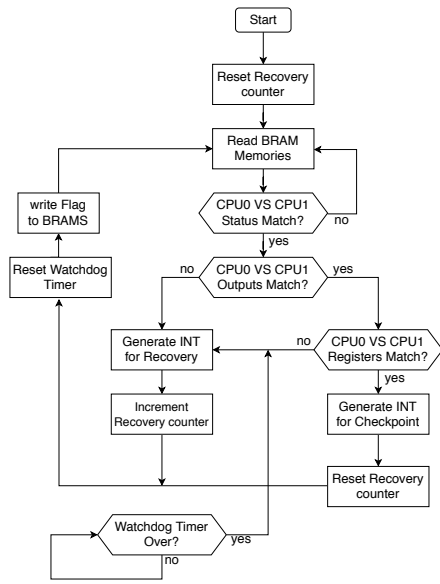 Start
Reset Recovery
counter
Read BRAM
Memories
write Flag
to BRAMS
CPU0 VS CPU1
Status Match?
no
yes
Reset Watchdog
Timer
no
CPU0 VS CPU1
Outputs Match?
yes
Generate INT
for Recovery
no
CPU0 VS CPU1
Registers Match?
yes
Increment
Recovery counter
Generate INT
for Checkpoint
Reset Recovery
counter
Watchdog Timer
Over?
yes
no